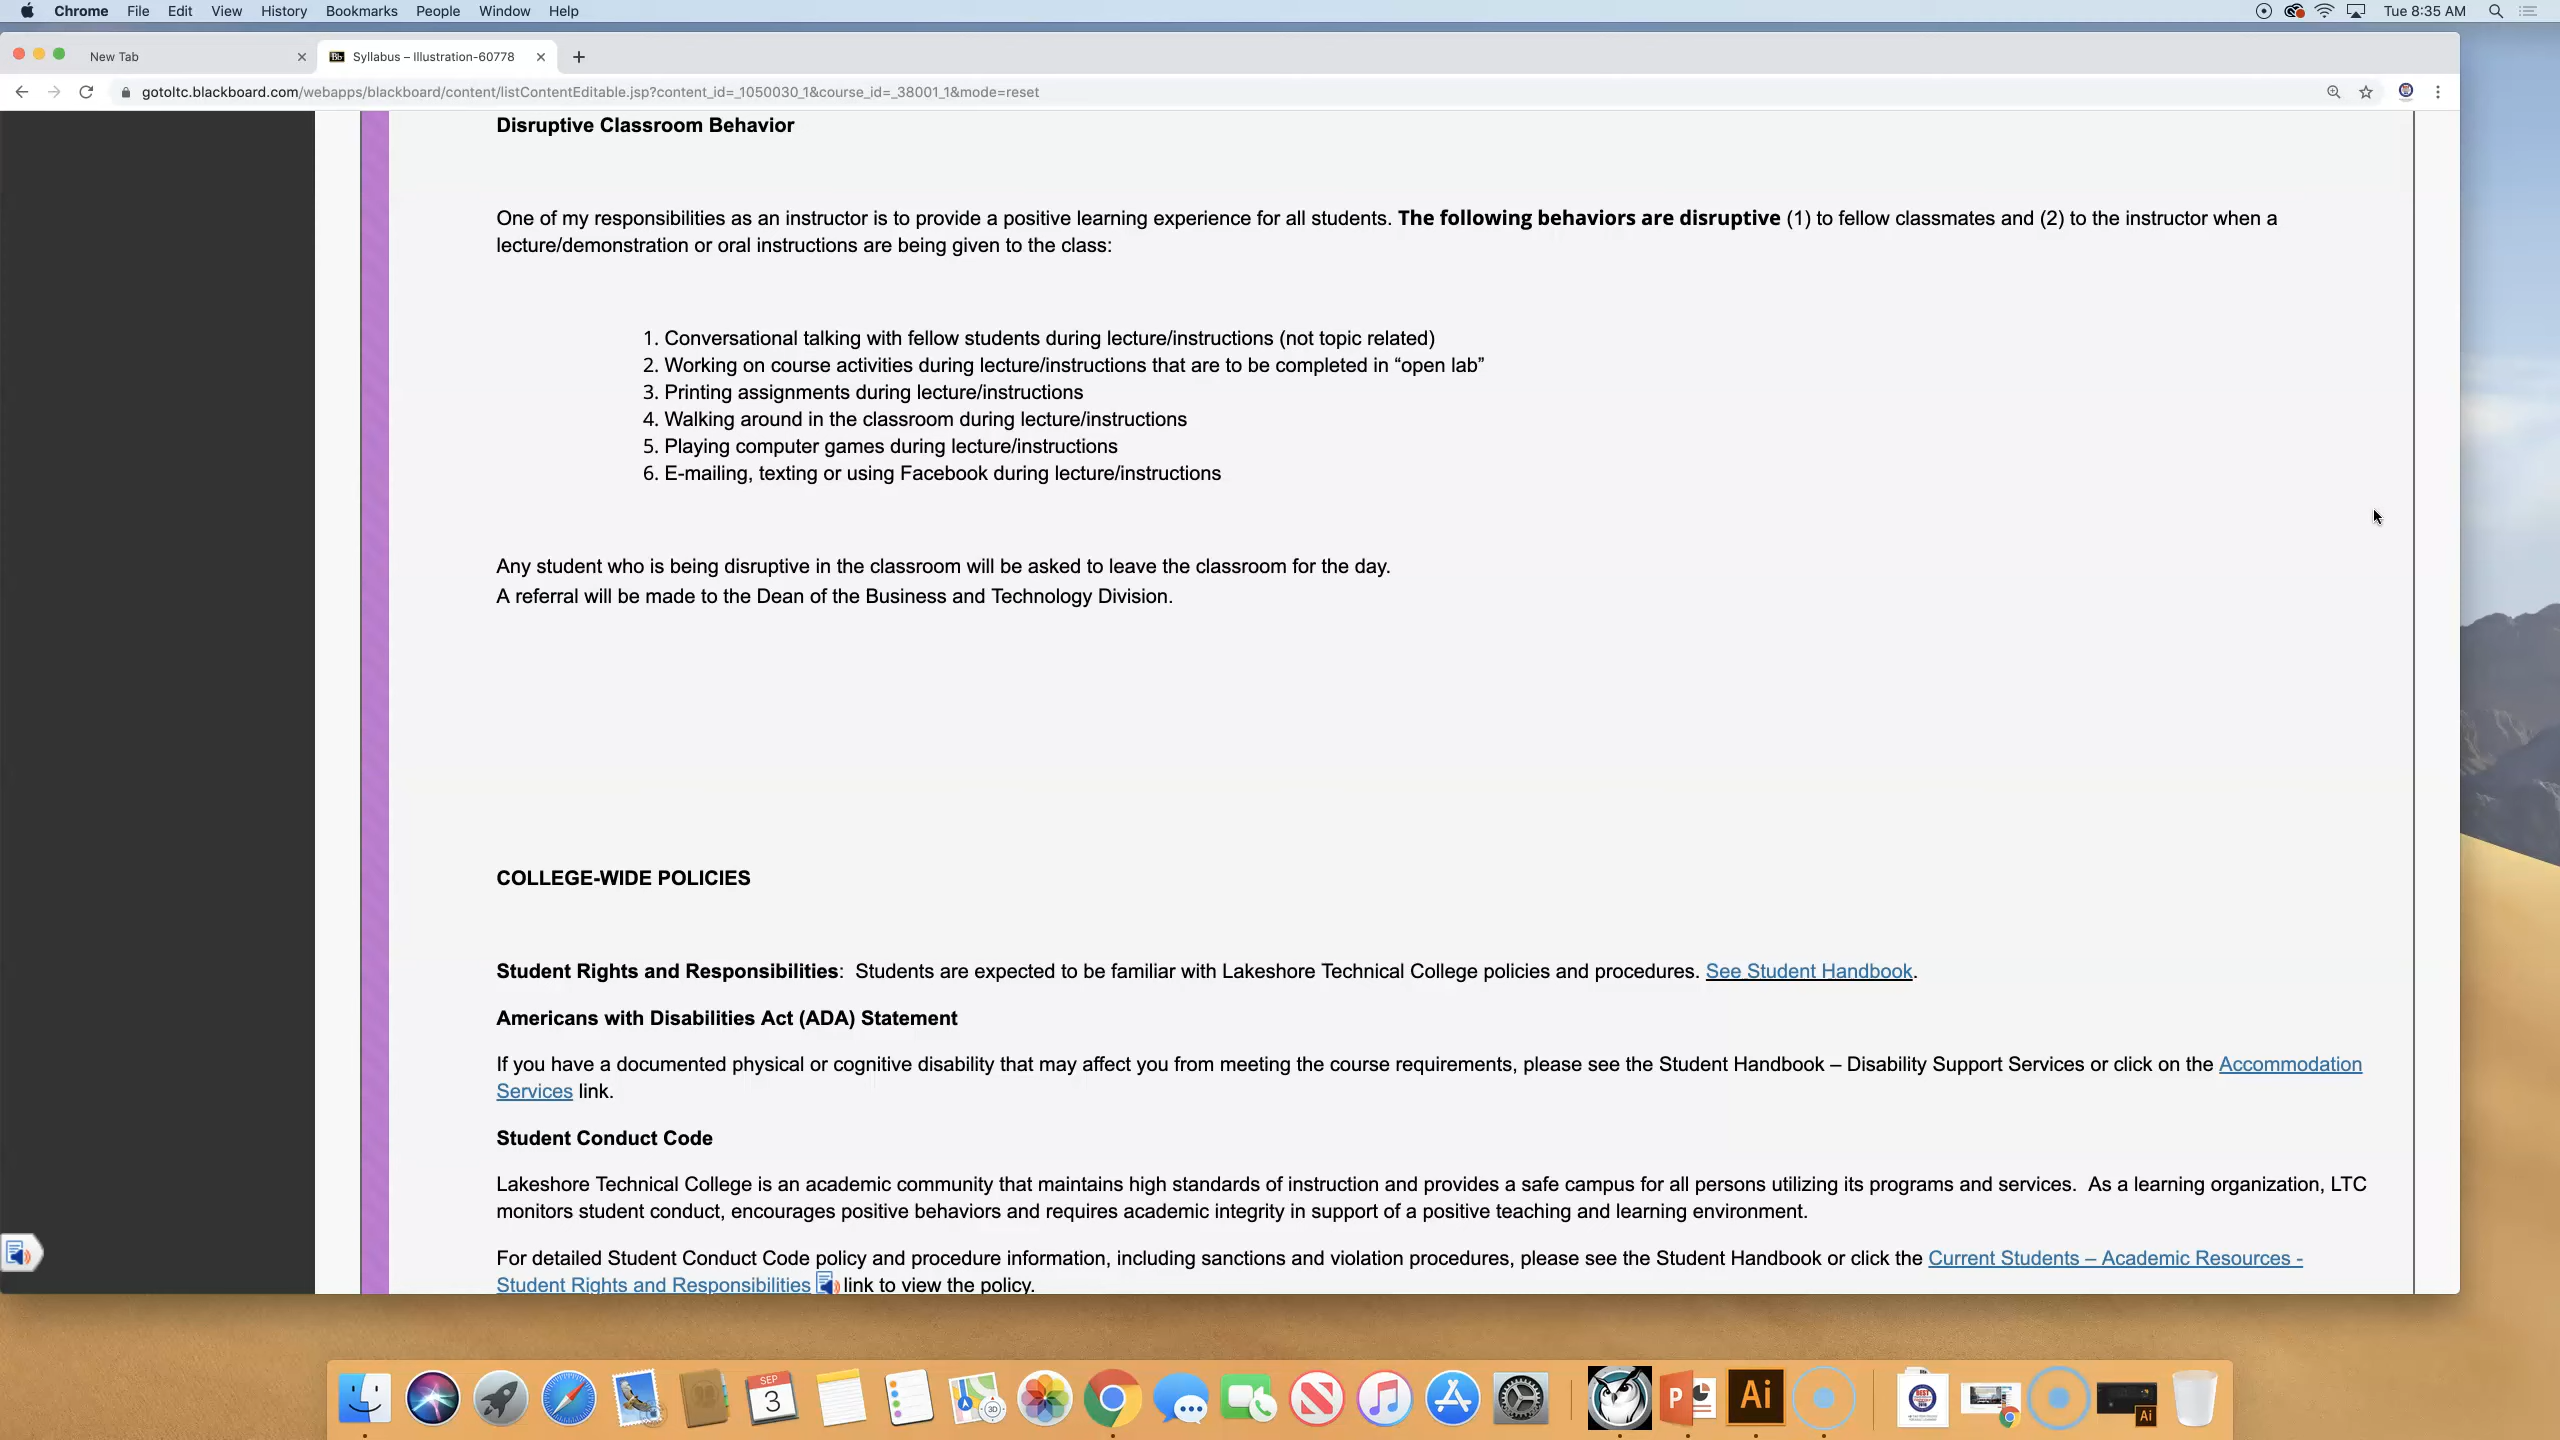 Chrome File Edit View History Bookmarks People Window Help Tue 8:35 AM
New Tab Syllabus – Illustration-60778
gotoltc.blackboard.com/webapps/blackboard/content/listContentEditable.jsp?content_id=_1050030_1&course_id=_38001_1&mode=reset
Disruptive Classroom Behavior
One of my responsibilities as an instructor is to provide a positive learning experience for all students. The following behaviors are disruptive (1) to fellow classmates and (2) to the instructor when a
lecture/demonstration or oral instructions are being given to the class:
1. Conversational talking with fellow students during lecture/instructions (not topic related)
2. Working on course activities during lecture/instructions that are to be completed in “open lab”
3. Printing assignments during lecture/instructions
4. Walking around in the classroom during lecture/instructions
5. Playing computer games during lecture/instructions
6. E-mailing, texting or using Facebook during lecture/instructions
Any student who is being disruptive in the classroom will be asked to leave the classroom for the day.
A referral will be made to the Dean of the Business and Technology Division.
COLLEGE-WIDE POLICIES
Student Rights and Responsibilities:  Students are expected to be familiar with Lakeshore Technical College policies and procedures. See Student Handbook.
Americans with Disabilities Act (ADA) Statement
If you have a documented physical or cognitive disability that may affect you from meeting the course requirements, please see the Student Handbook – Disability Support Services or click on the Accommodation
Services link.
Student Conduct Code
Lakeshore Technical College is an academic community that maintains high standards of instruction and provides a safe campus for all persons utilizing its programs and services.  As a learning organization, LTC
monitors student conduct, encourages positive behaviors and requires academic integrity in support of a positive teaching and learning environment.
For detailed Student Conduct Code policy and procedure information, including sanctions and violation procedures, please see the Student Handbook or click the Current Students – Academic Resources -
Student Rights and Responsibilities link to view the policy.
SEP
3
3D
P
Ai
BEST
Ai